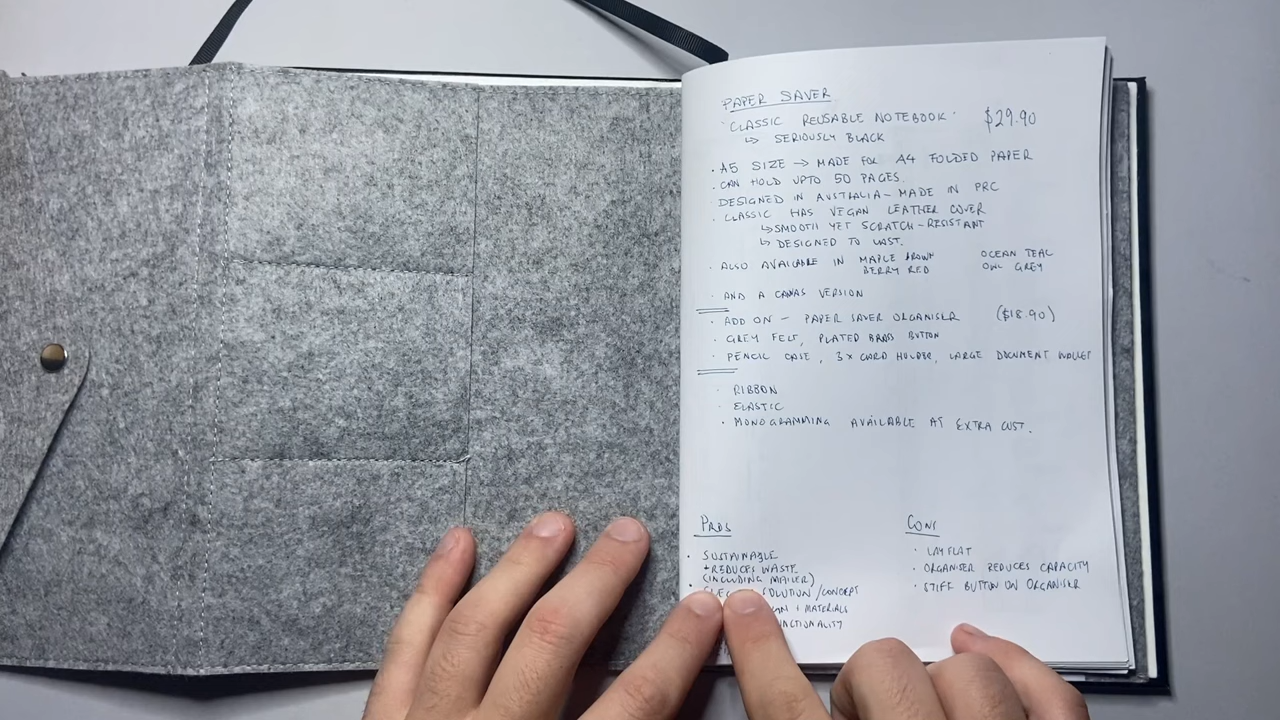 PAPER SAVER
'CLASSIC REUSABLE NOTEBOOK' $29.90
↳ SERIOUSLY BLACK
· A5 SIZE → MADE FOR A4 FOLDED PAPER
· CAN HOLD UPTO 50 PAGES.
· DESIGNED IN AUSTRALIA - MADE IN PRC
· CLASSIC HAS VEGAN LEATHER COVER
↳ SMOOTH YET SCRATCH-RESISTANT
↳ DESIGNED TO LAST.
· ALSO AVAILABLE IN MAPLE BROWN OCEAN TEAL
BERRY RED OWL GREY
· AND A CANVAS VERSION
· ADD ON - PAPER SAVER ORGANISER ($18.90)
· GREY FELT, PLATED BRASS BUTTON
· PENCIL CASE, 3 x CARD HOLDER, LARGE DOCUMENT WALLET
· RIBBON
· ELASTIC
· MONOGRAMMING AVAILABLE AT EXTRA COST.
PROS
· SUSTAINABLE
+ REDUCES WASTE
(INCLUDING MAILER)
· SOLUTION/CONCEPT
+ MATERIALS
CONS
· LAYFLAT
· ORGANISER REDUCES CAPACITY
· STIFF BUTTON ON ORGANISER